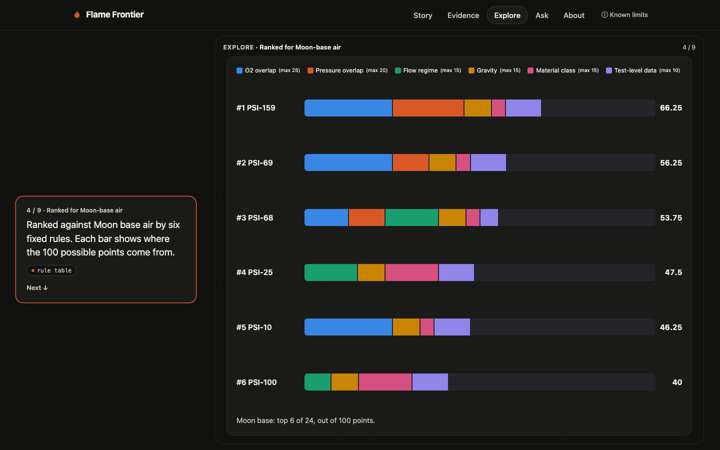 Flame Frontier
Story Evidence Explore Ask About ⓘ Known limits
EXPLORE · Ranked for Moon-base air 4 / 9
O2 overlap (max 25) Pressure overlap (max 20) Flow regime (max 15) Gravity (max 15) Material class (max 15) Test-level data (max 10)
#1 PSI-159 66.25
#2 PSI-69 56.25
4 / 9 · Ranked for Moon-base air
Ranked against Moon base air by six
fixed rules. Each bar shows where
the 100 possible points come from.
rule table
Next ↓
#3 PSI-68 53.75
#4 PSI-25 47.5
#5 PSI-10 46.25
#6 PSI-100 40
Moon base: top 6 of 24, out of 100 points.